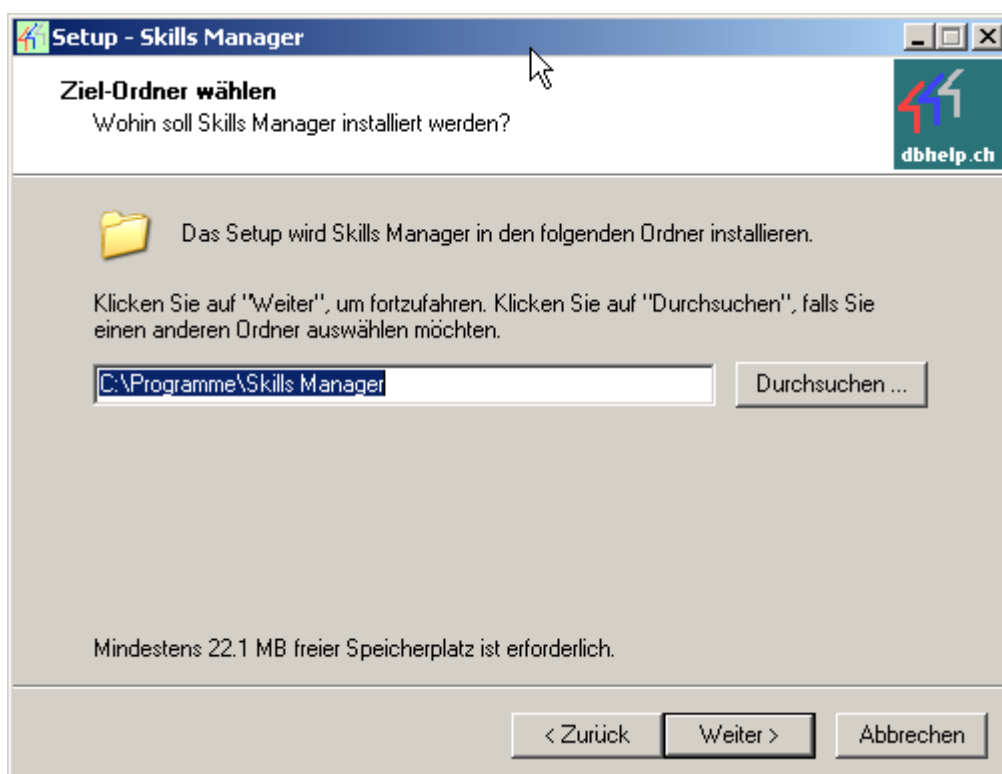 Setup - Skills Manager
Ziel-Ordner wählen
Wohin soll Skills Manager installiert werden?
dbhelp.ch
Das Setup wird Skills Manager in den folgenden Ordner installieren.
Klicken Sie auf "Weiter", um fortzufahren. Klicken Sie auf "Durchsuchen", falls Sie
einen anderen Ordner auswählen möchten.
C:\Programme\Skills Manager
Durchsuchen ...
Mindestens 22.1 MB freier Speicherplatz ist erforderlich.
< Zurück
Weiter >
Abbrechen